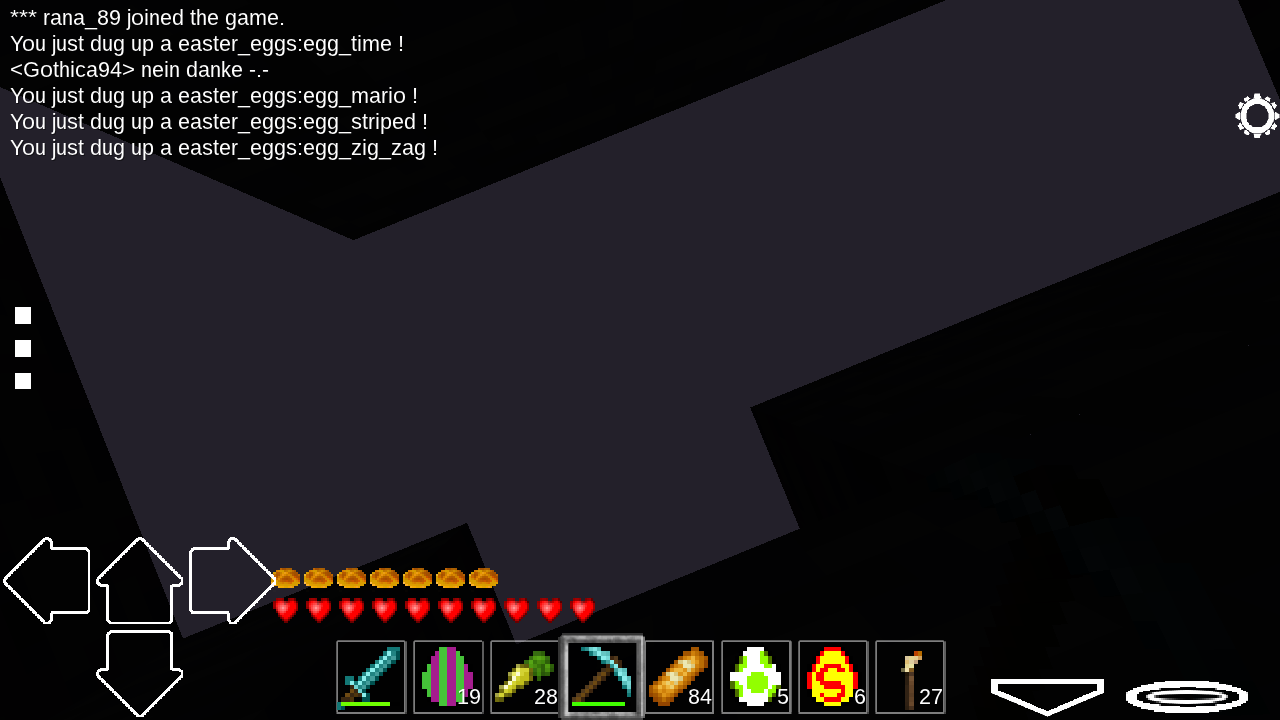 *** rana_89 joined the game.
You just dug up a easter_eggs:egg_time !
<Gothica94> nein danke -.-
You just dug up a easter_eggs:egg_mario !
You just dug up a easter_eggs:egg_striped !
You just dug up a easter_eggs:egg_zig_zag !
19 28 84 5 6 27